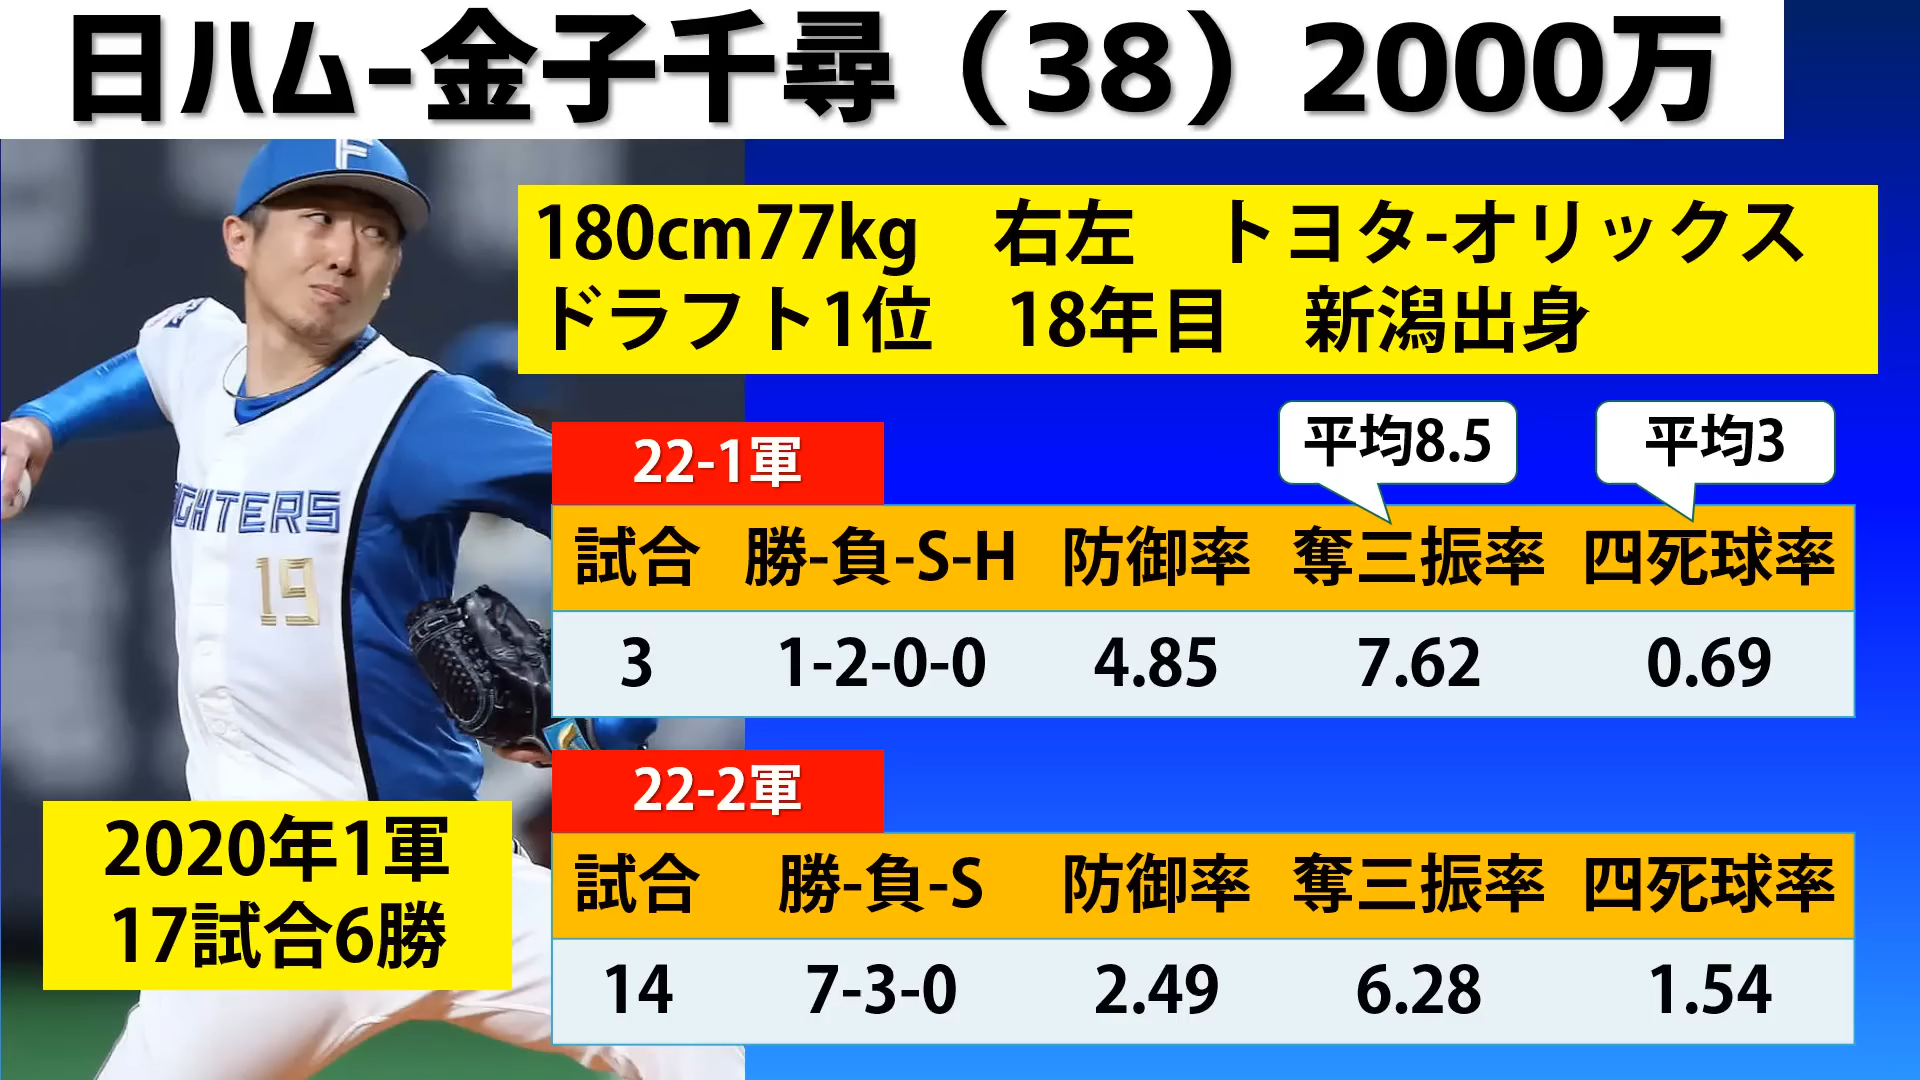 日ハム-金子千尋（38）2000万
180cm77kg　右左　トヨタ-オリックス
ドラフト1位　18年目　新潟出身
22-1軍
平均8.5
平均3
試合 勝-負-S-H 防御率 奪三振率 四死球率
3 1-2-0-0 4.85 7.62 0.69
22-2軍
試合 勝-負-S 防御率 奪三振率 四死球率
14 7-3-0 2.49 6.28 1.54
2020年1軍
17試合6勝
F
FIGHTERS
19